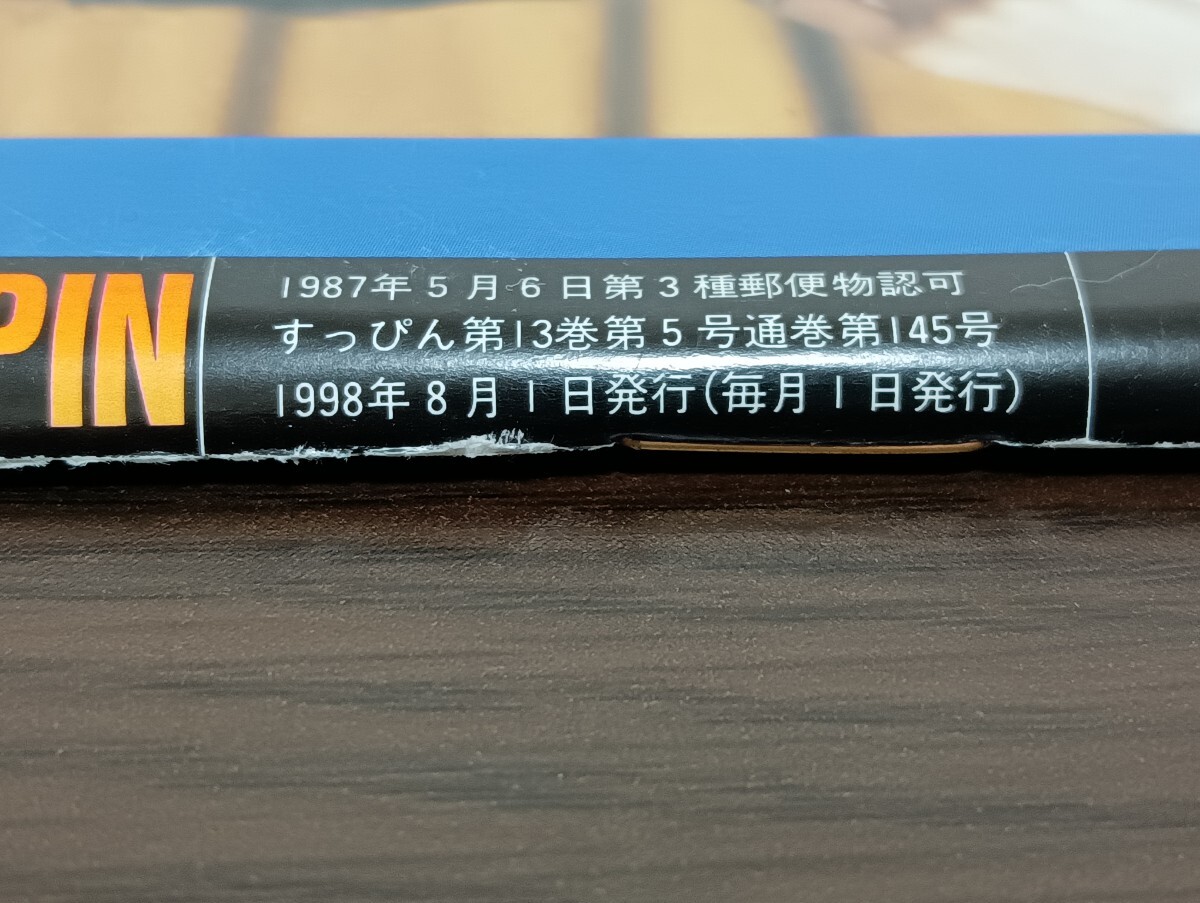 PIN
1987年5月6日第3種郵便物認可
すっぴん第13巻第5号通巻第145号
1998年8月1日発行(毎月1日発行)